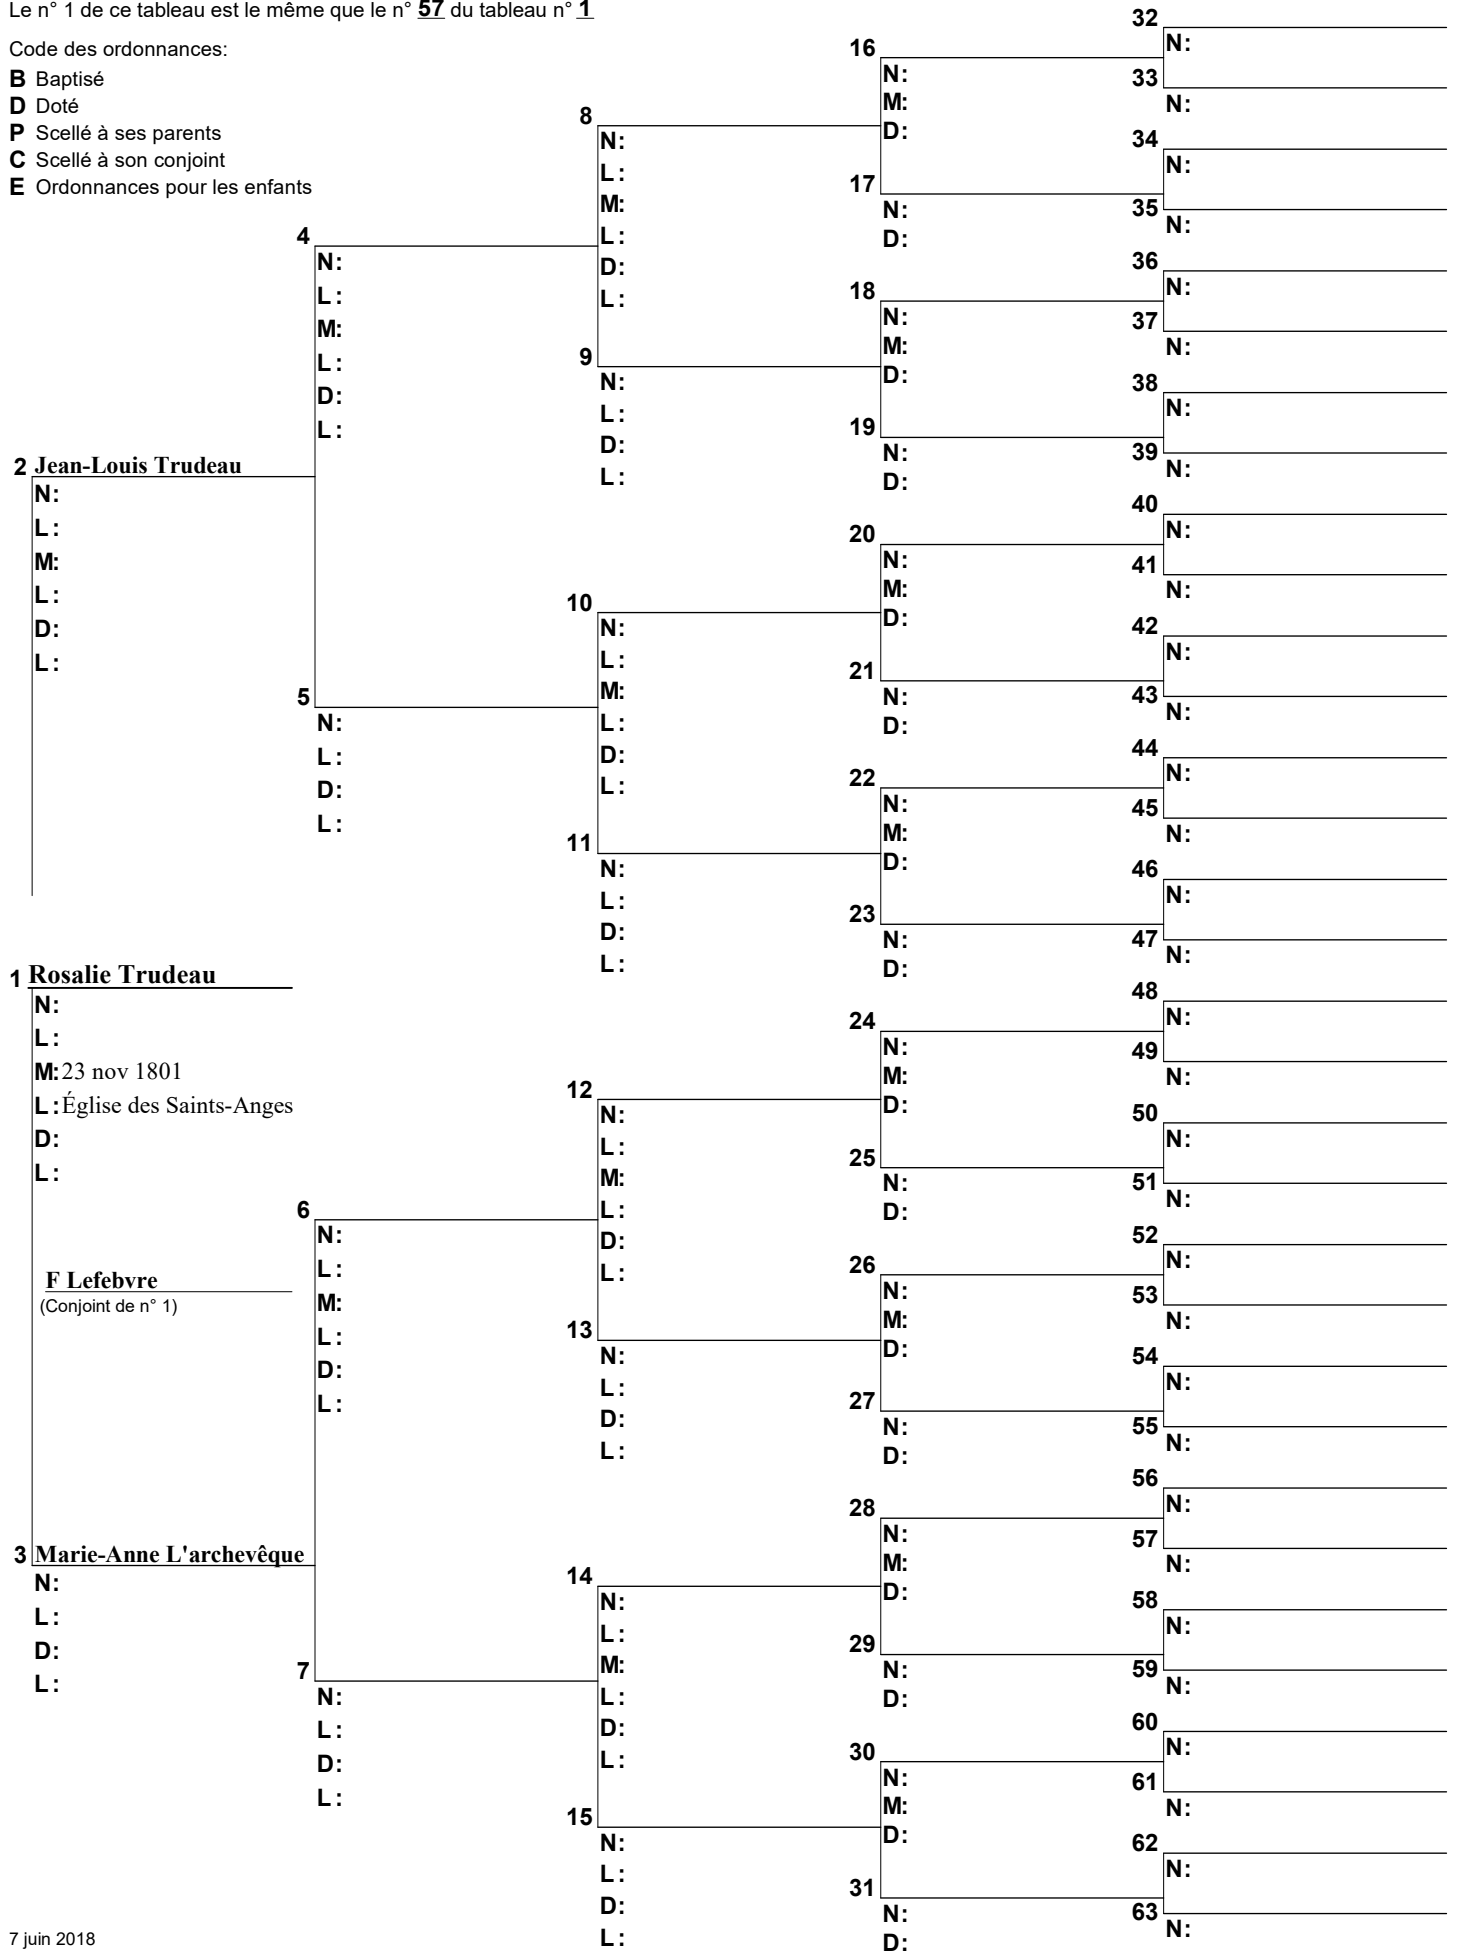 Le n° 1 de ce tableau est le même que le n° 57 du tableau n° 1
Code des ordonnances:
B Baptisé
D Doté
P Scellé à ses parents
C Scellé à son conjoint
E Ordonnances pour les enfants
2 Jean-Louis Trudeau
N:
L:
M:
L:
D:
L:
1 Rosalie Trudeau
N:
L:
M: 23 nov 1801
L: Église des Saints-Anges
D:
L:
F Lefebvre
(Conjoint de n° 1)
3 Marie-Anne L'archevêque
N:
L:
D:
L:
7 juin 2018
4
N:
L:
M:
L:
D:
L:
5
N:
L:
D:
L:
6
N:
L:
M:
L:
D:
L:
7
N:
L:
D:
L:
8
N:
L:
M:
L:
D:
L:
9
N:
L:
D:
L:
10
N:
L:
M:
L:
D:
L:
11
N:
L:
D:
L:
12
N:
L:
M:
L:
D:
L:
13
N:
L:
D:
L:
14
N:
L:
M:
L:
D:
L:
15
N:
L:
D:
L:
16
N:
M:
D:
17
N:
D:
18
N:
M:
D:
19
N:
D:
20
N:
M:
D:
21
N:
D:
22
N:
M:
D:
23
N:
D:
24
N:
M:
D:
25
N:
D:
26
N:
M:
D:
27
N:
D:
28
N:
M:
D:
29
N:
D:
30
N:
M:
D:
31
N:
D:
32
N:
33
N:
34
N:
35
N:
36
N:
37
N:
38
N:
39
N:
40
N:
41
N:
42
N:
43
N:
44
N:
45
N:
46
N:
47
N:
48
N:
49
N:
50
N:
51
N:
52
N:
53
N:
54
N:
55
N:
56
N:
57
N:
58
N:
59
N:
60
N:
61
N:
62
N:
63
N: